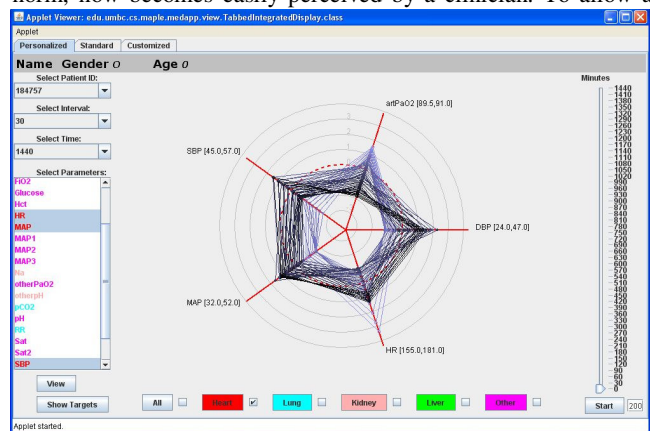 norm, now becomes easily perceived by a clinician. To allow a
Applet Viewer: edu.umbc.cs.maple.medapp.view.TabbedIntegratedDisplay.class
Applet
Personalized Standard Customized
Name Gender O Age 0
Select Patient ID:
184757
Select Interval:
30
Select Time:
1440
Select Parameters:
FiO2
Glucose
Hct
HR
MAP
MAP1
MAP2
MAP3
Na
otherPaO2
otherpH
pCO2
pH
RR
Sat
Sat2
SBP
View
Show Targets
artPaO2 [89.5,91.0]
SBP [45.0,57.0]
DBP [24.0,47.0]
MAP [32.0,52.0]
HR [155.0,181.0]
3
2
1
Minutes
1440
1410
1380
1350
1320
1290
1260
1230
1200
1170
1140
1110
1080
1050
1020
990
960
930
900
870
840
810
780
750
720
690
660
630
600
570
540
510
480
450
420
390
360
330
300
270
240
210
180
150
120
90
60
30
0
All Heart Lung Kidney Liver Other
Start 200
Applet started.